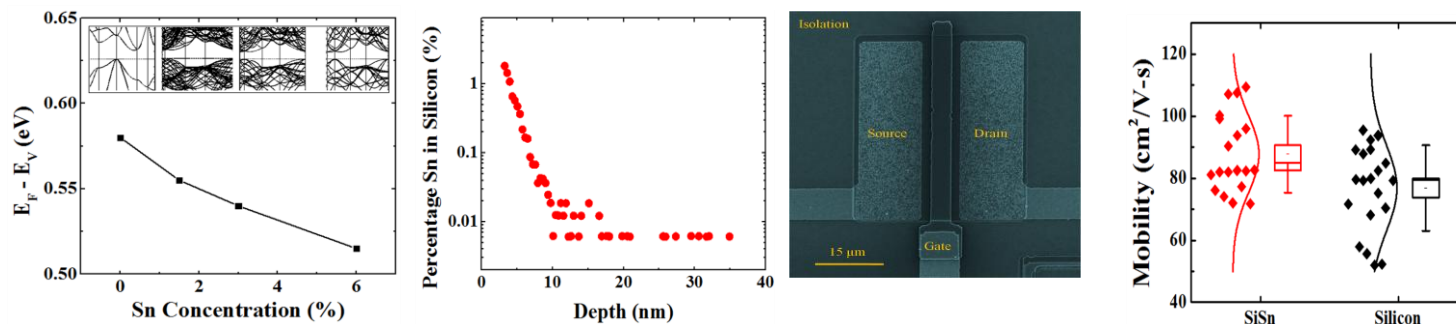 0.65
0.60
0.55
0.50
E_F - E_V (eV)
0 2 4 6
Sn Concentration (%)
Percentage Sn in Silicon (%)
1
0.1
0.01
0 10 20 30 40
Depth (nm)
Isolation
Source
Drain
Gate
15 μm
Mobility (cm²/V-s)
120
100
80
60
40
SiSn Silicon